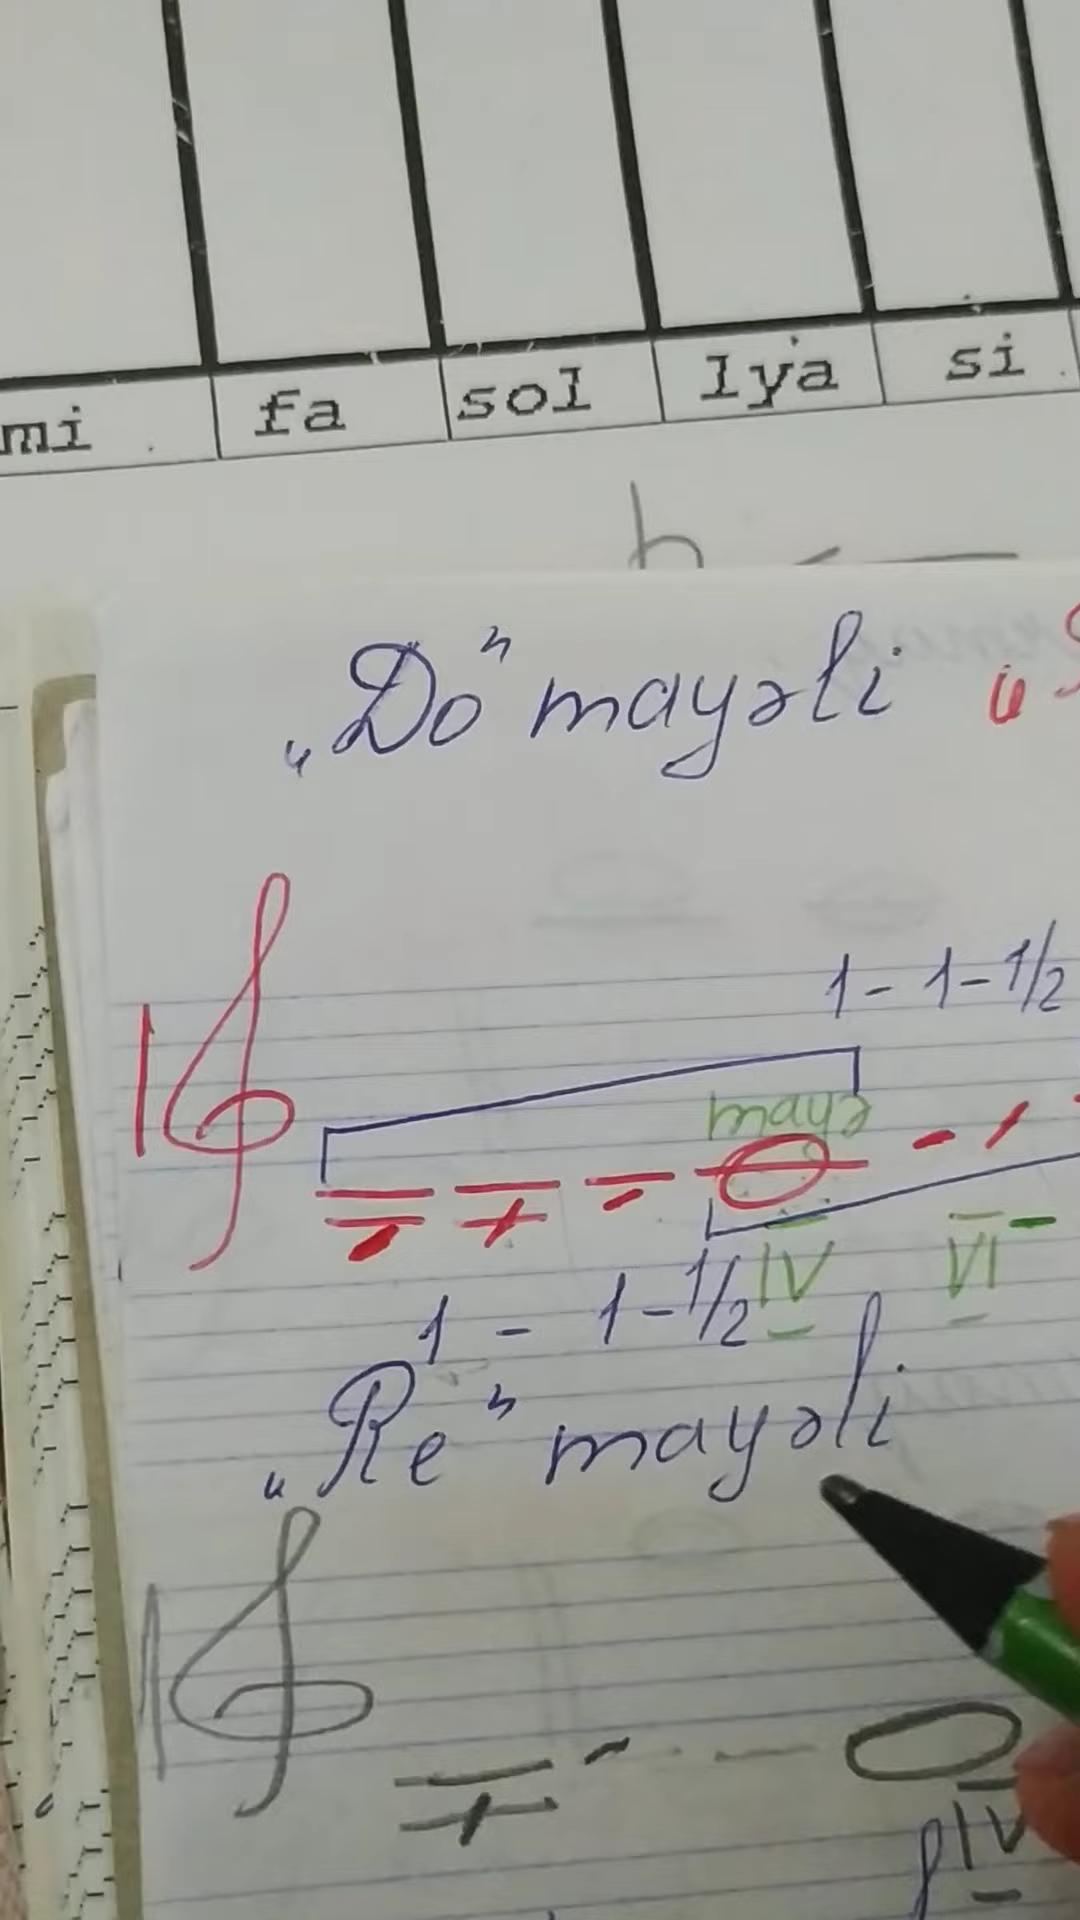 mi fa sol lya si
„Do" mayəli „
1 - 1 - 1/2
mayə
IV VI
1 - 1 - 1/2
„Re" mayəli
IV